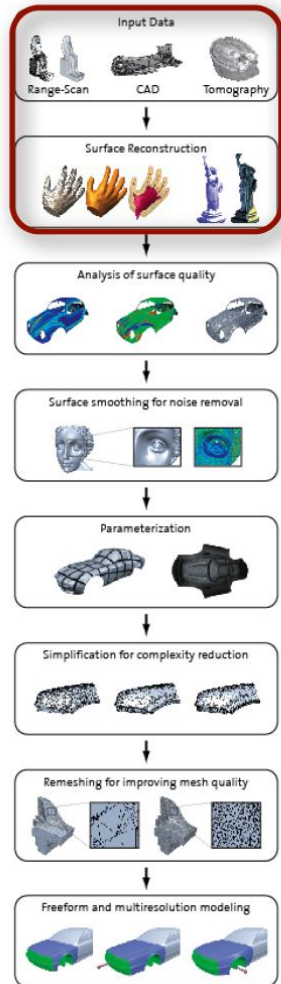 Input Data
Range-Scan CAD Tomography
Surface Reconstruction
Analysis of surface quality
Surface smoothing for noise removal
Parameterization
Simplification for complexity reduction
Remeshing for improving mesh quality
Freeform and multiresolution modeling